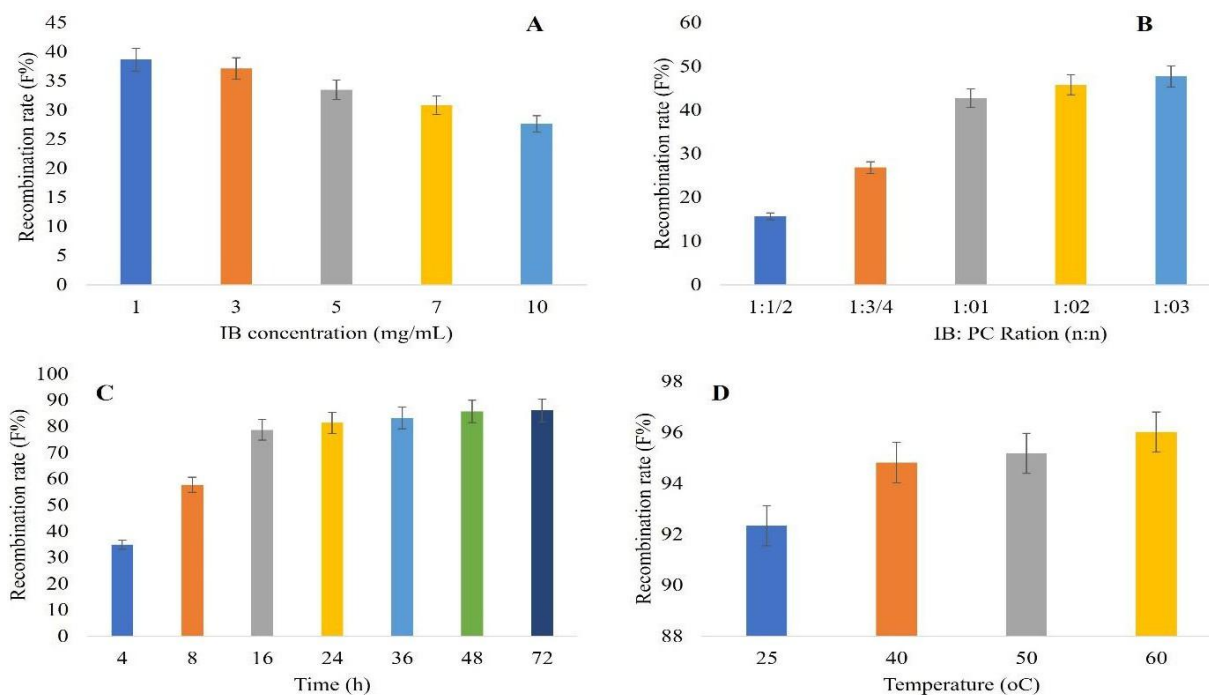 A
Recombination rate (F%)
45
40
35
30
25
20
15
10
5
0
1 3 5 7 10
IB concentration (mg/mL)
B
Recombination rate (F%)
60
50
40
30
20
10
0
1:1/2 1:3/4 1:01 1:02 1:03
IB: PC Ration (n:n)
C
Recombination rate (F%)
100
90
80
70
60
50
40
30
20
10
0
4 8 16 24 36 48 72
Time (h)
D
Recombination rate (F%)
98
96
94
92
90
88
25 40 50 60
Temperature (oC)